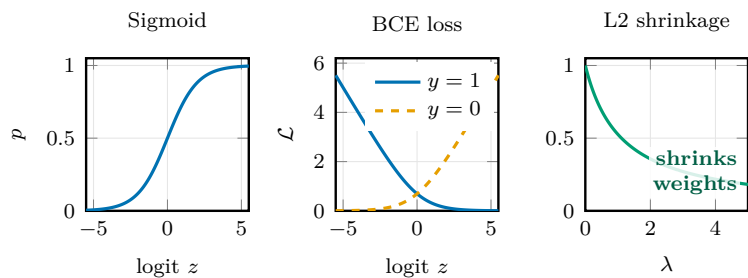 Sigmoid
1
0.5
0
−5
0
5
p
logit z
BCE loss
6
4
2
0
−5
0
5
y = 1
y = 0
ℒ
logit z
L2 shrinkage
1
0.5
0
0
2
4
shrinks
weights
λ